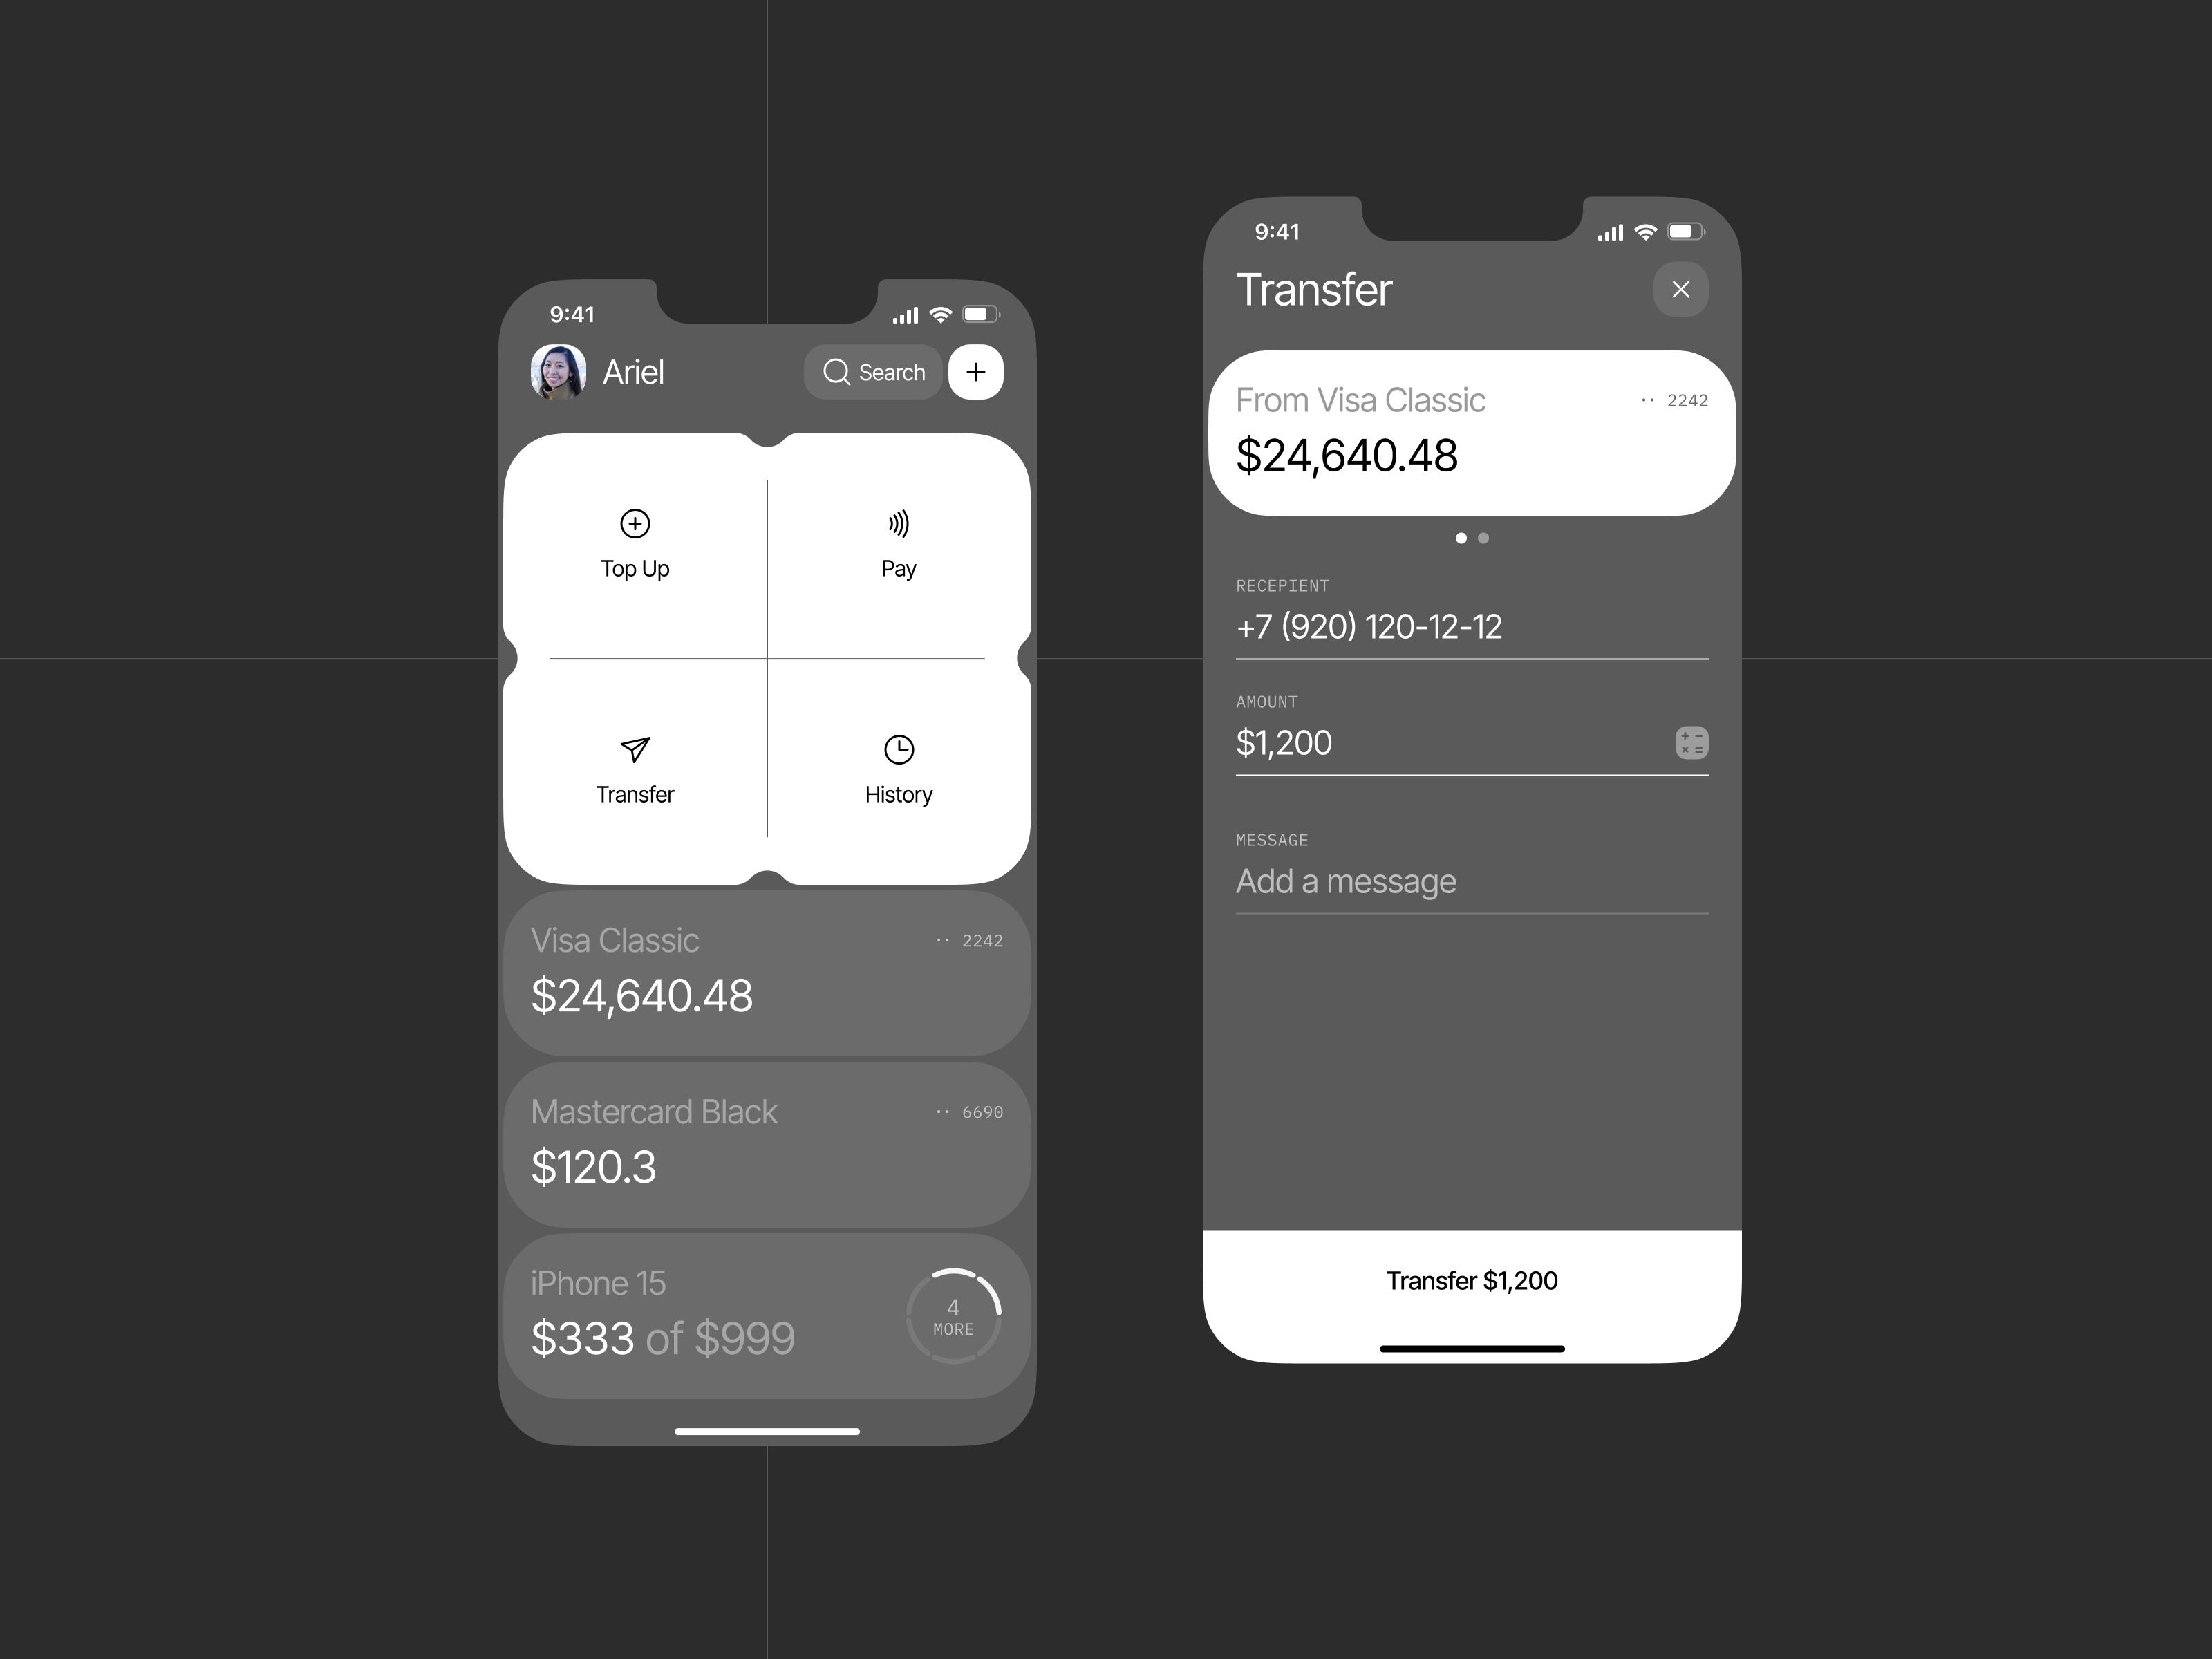 9:41
Ariel
Search
Top Up
Pay
Transfer
History
Visa Classic
·· 2242
$24,640.48
Mastercard Black
·· 6690
$120.3
iPhone 15
$333 of $999
4
MORE
9:41
Transfer
From Visa Classic
·· 2242
$24,640.48
RECEPIENT
+7 (920) 120-12-12
AMOUNT
$1,200
MESSAGE
Add a message
Transfer $1,200